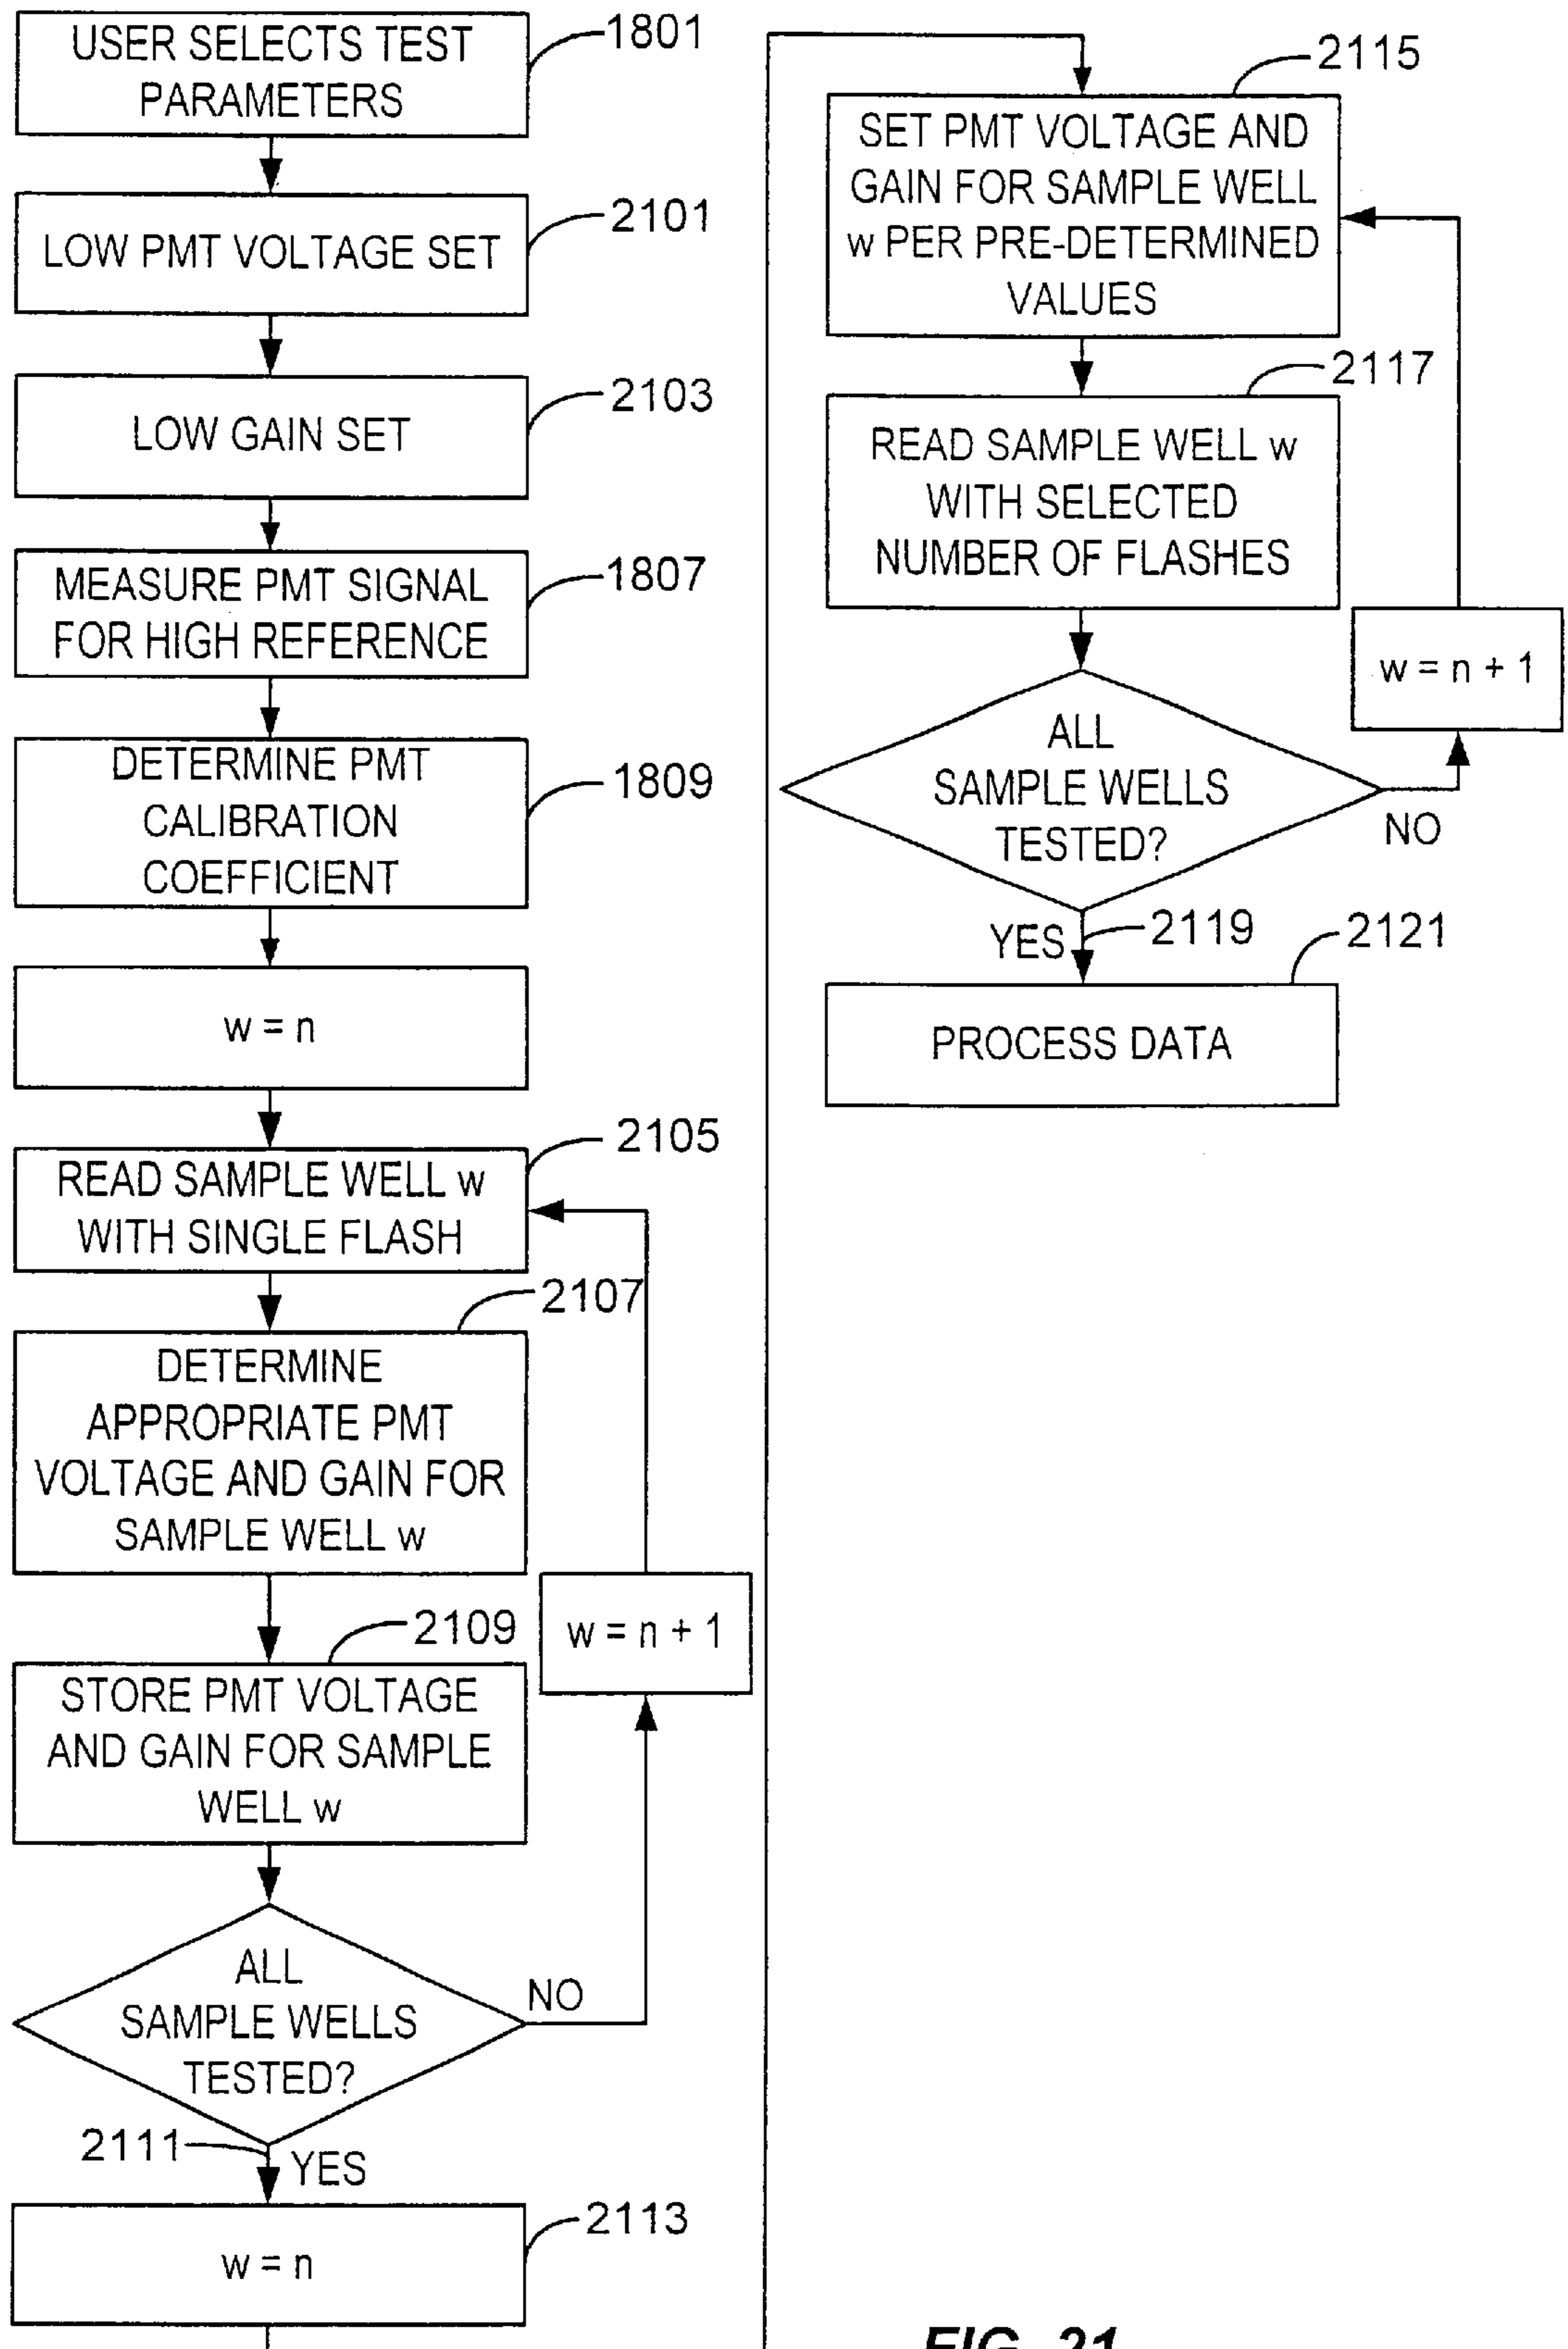 USER SELECTS TEST
PARAMETERS
1801
LOW PMT VOLTAGE SET
2101
LOW GAIN SET
2103
MEASURE PMT SIGNAL
FOR HIGH REFERENCE
1807
DETERMINE PMT
CALIBRATION
COEFFICIENT
1809
w = n
READ SAMPLE WELL w
WITH SINGLE FLASH
2105
DETERMINE
APPROPRIATE PMT
VOLTAGE AND GAIN FOR
SAMPLE WELL w
2107
STORE PMT VOLTAGE
AND GAIN FOR SAMPLE
WELL w
2109
w = n + 1
ALL
SAMPLE WELLS
TESTED?
NO
2111
YES
w = n
2113
SET PMT VOLTAGE AND
GAIN FOR SAMPLE WELL
w PER PRE-DETERMINED
VALUES
2115
READ SAMPLE WELL w
WITH SELECTED
NUMBER OF FLASHES
2117
w = n + 1
ALL
SAMPLE WELLS
TESTED?
NO
YES
2119
PROCESS DATA
2121
FIG. 21